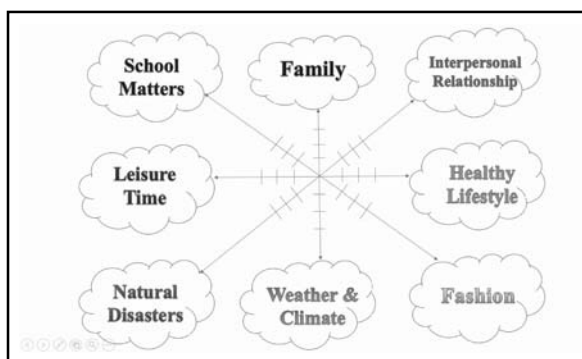 School
Matters
Family
Interpersonal
Relationship
Leisure
Time
Healthy
Lifestyle
Natural
Disasters
Weather &
Climate
Fashion